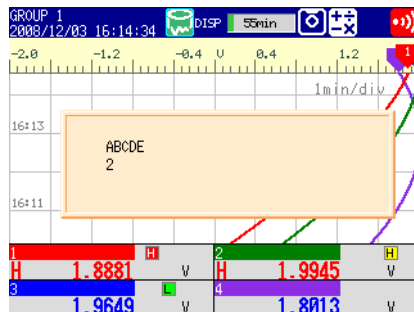 GROUP 1
2008/12/03 16:14:34 DISP 55min
-2.0 -1.2 -0.4 V 0.4 1.2 1
1min/div
16:13
ABCDE
2
16:11
1 H 2 H
H 1.8881 V H 1.9945 V
3 L 4
1.9649 V 1.8013 V